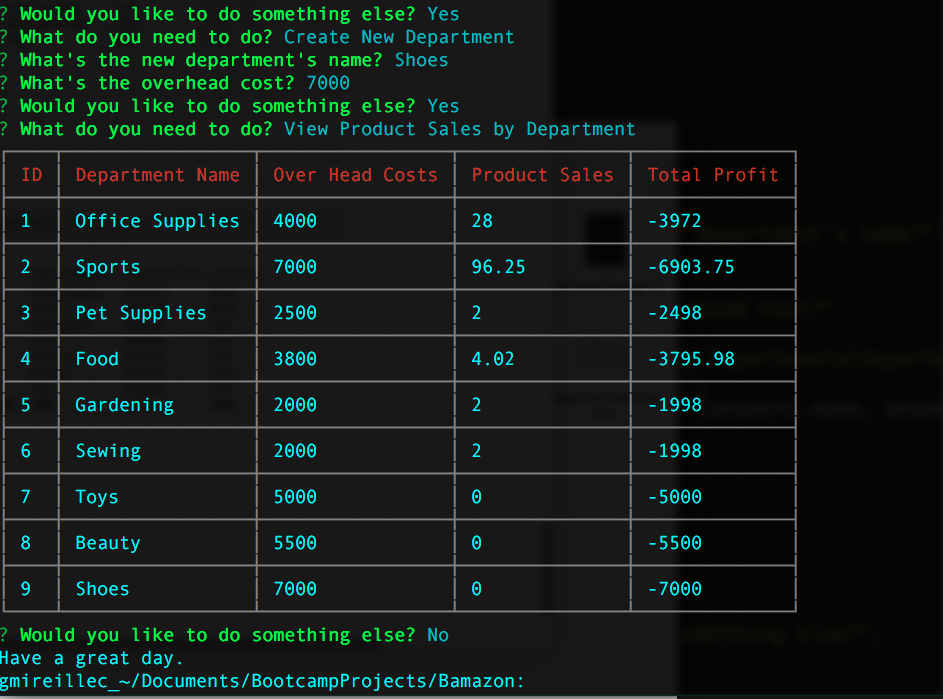 ? Would you like to do something else? Yes
? What do you need to do? Create New Department
? What's the new department's name? Shoes
? What's the overhead cost? 7000
? Would you like to do something else? Yes
? What do you need to do? View Product Sales by Department
ID Department Name Over Head Costs Product Sales Total Profit
1 Office Supplies 4000 28 -3972
2 Sports 7000 96.25 -6903.75
3 Pet Supplies 2500 2 -2498
4 Food 3800 4.02 -3795.98
5 Gardening 2000 2 -1998
6 Sewing 2000 2 -1998
7 Toys 5000 0 -5000
8 Beauty 5500 0 -5500
9 Shoes 7000 0 -7000
? Would you like to do something else? No
Have a great day.
gmireillec_~/Documents/BootcampProjects/Bamazon: